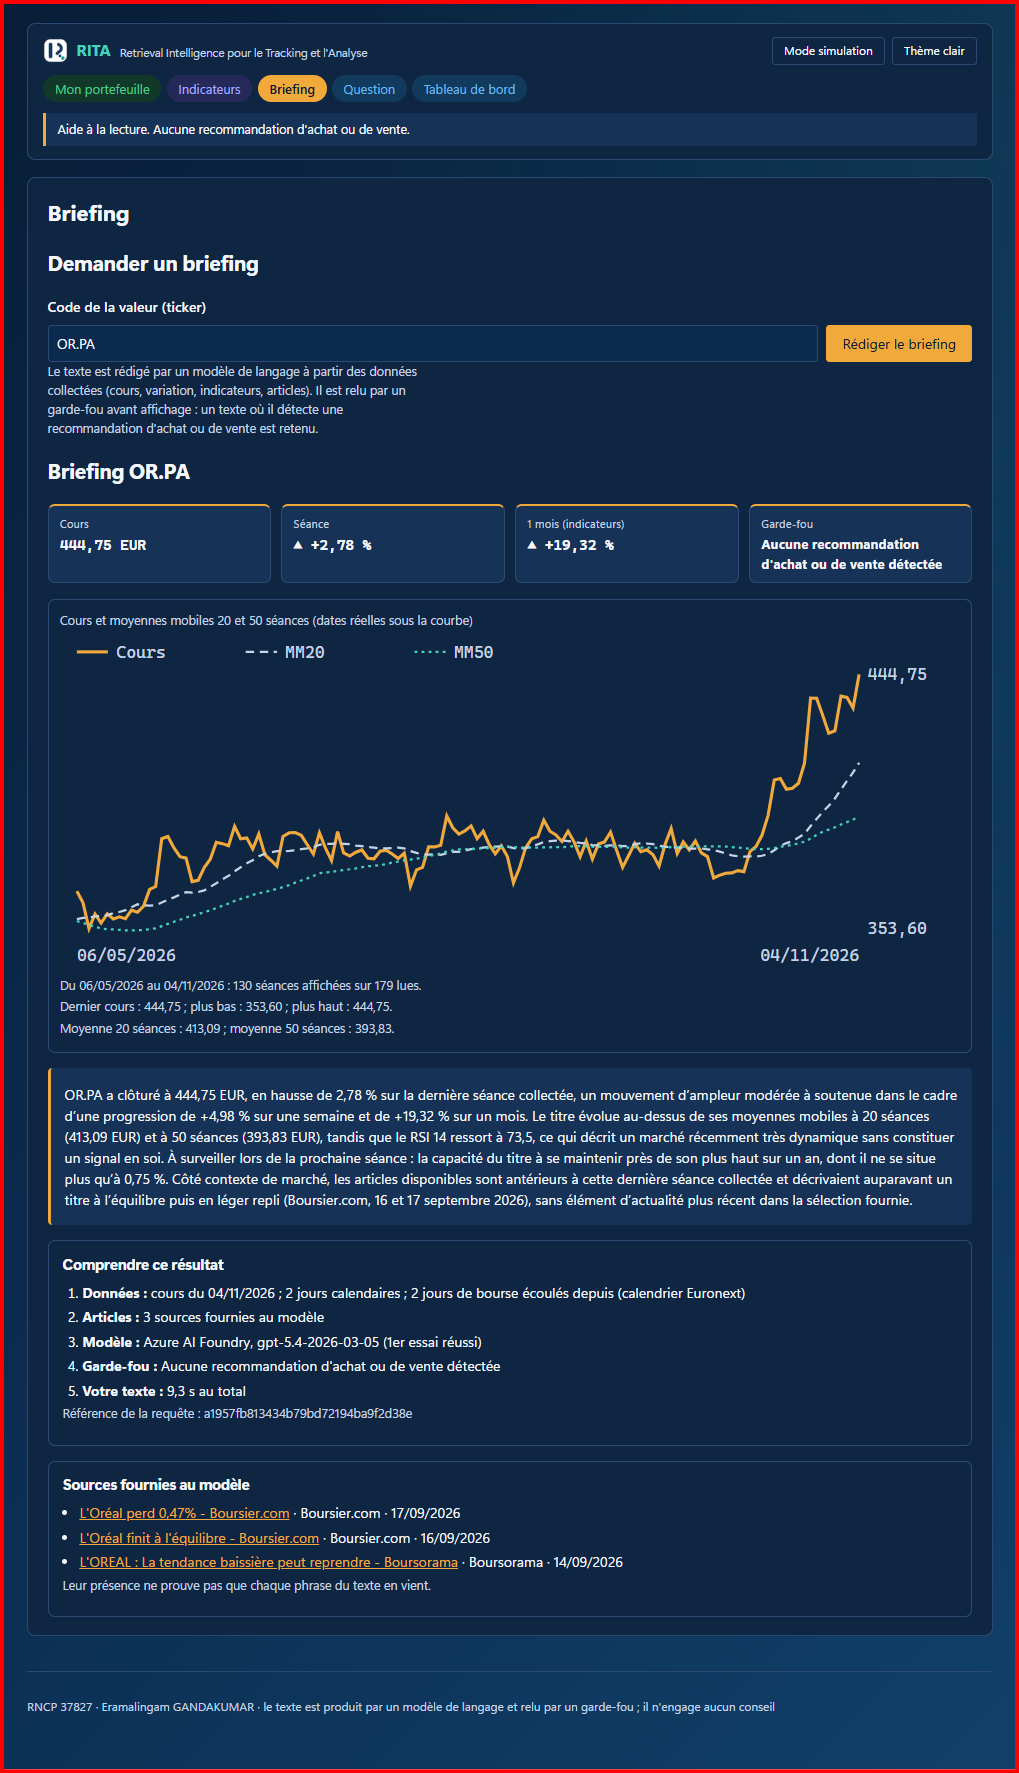 RITA Retrieval Intelligence pour le Tracking et l'Analyse
Mode simulation
Thème clair
Mon portefeuille
Indicateurs
Briefing
Question
Tableau de bord
Aide à la lecture. Aucune recommandation d'achat ou de vente.
Briefing
Demander un briefing
Code de la valeur (ticker)
OR.PA
Rédiger le briefing
Le texte est rédigé par un modèle de langage à partir des données
collectées (cours, variation, indicateurs, articles). Il est relu par un
garde-fou avant affichage : un texte où il détecte une
recommandation d'achat ou de vente est retenu.
Briefing OR.PA
Cours
444,75 EUR
Séance
▲ +2,78 %
1 mois (indicateurs)
▲ +19,32 %
Garde-fou
Aucune recommandation
d'achat ou de vente détectée
Cours et moyennes mobiles 20 et 50 séances (dates réelles sous la courbe)
Cours
MM20
MM50
444,75
353,60
06/05/2026
04/11/2026
Du 06/05/2026 au 04/11/2026 : 130 séances affichées sur 179 lues.
Dernier cours : 444,75 ; plus bas : 353,60 ; plus haut : 444,75.
Moyenne 20 séances : 413,09 ; moyenne 50 séances : 393,83.
OR.PA a clôturé à 444,75 EUR, en hausse de 2,78 % sur la dernière séance collectée, un mouvement d’ampleur modérée à soutenue dans le cadre
d’une progression de +4,98 % sur une semaine et de +19,32 % sur un mois. Le titre évolue au-dessus de ses moyennes mobiles à 20 séances
(413,09 EUR) et à 50 séances (393,83 EUR), tandis que le RSI 14 ressort à 73,5, ce qui décrit un marché récemment très dynamique sans constituer
un signal en soi. À surveiller lors de la prochaine séance : la capacité du titre à se maintenir près de son plus haut sur un an, dont il ne se situe
plus qu’à 0,75 %. Côté contexte de marché, les articles disponibles sont antérieurs à cette dernière séance collectée et décrivaient auparavant un
titre à l’équilibre puis en léger repli (Boursier.com, 16 et 17 septembre 2026), sans élément d’actualité plus récent dans la sélection fournie.
Comprendre ce résultat
1. Données : cours du 04/11/2026 ; 2 jours calendaires ; 2 jours de bourse écoulés depuis (calendrier Euronext)
2. Articles : 3 sources fournies au modèle
3. Modèle : Azure AI Foundry, gpt-5.4-2026-03-05 (1er essai réussi)
4. Garde-fou : Aucune recommandation d'achat ou de vente détectée
5. Votre texte : 9,3 s au total
Référence de la requête : a1957fb813434b79bd72194ba9f2d38e
Sources fournies au modèle
• L'Oréal perd 0,47% - Boursier.com · Boursier.com · 17/09/2026
• L'Oréal finit à l'équilibre - Boursier.com · Boursier.com · 16/09/2026
• L'OREAL : La tendance baissière peut reprendre - Boursorama · Boursorama · 14/09/2026
Leur présence ne prouve pas que chaque phrase du texte en vient.
RNCP 37827 · Eramalingam GANDAKUMAR · le texte est produit par un modèle de langage et relu par un garde-fou ; il n'engage aucun conseil